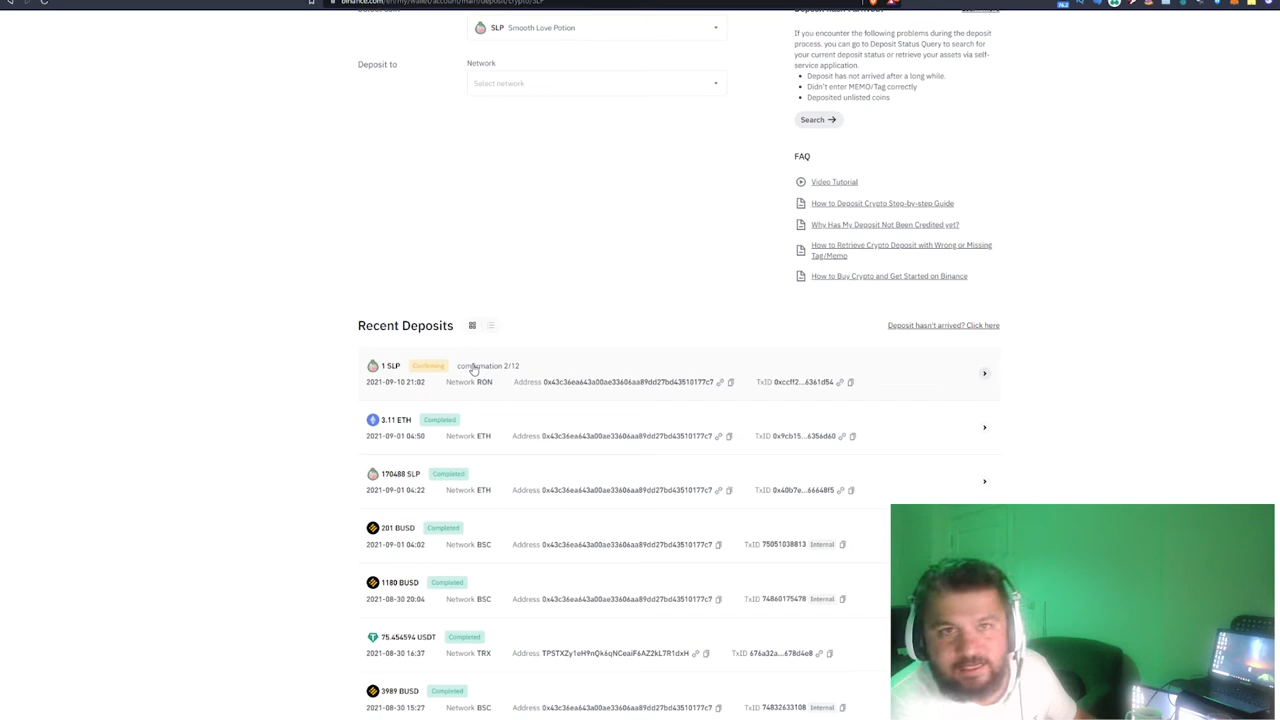 binance.com/en/my/wallet/account/main/deposit/crypto/SLP
SLP Smooth Love Potion
Deposit to
Network
Select network
If you encounter the following problems during the deposit
process, you can go to Deposit Status Query to search for
your current deposit status or retrieve your assets via self-
service application.
Deposit has not arrived after a long while.
Didn't enter MEMO/Tag correctly
Deposited unlisted coins
Search
FAQ
Video Tutorial
How to Deposit Crypto Step-by-step Guide
Why Has My Deposit Not Been Credited yet?
How to Retrieve Crypto Deposit with Wrong or Missing
Tag/Memo
How to Buy Crypto and Get Started on Binance
Recent Deposits
Deposit hasn't arrived? Click here
1 SLP Confirming confirmation 2/12
2021-09-10 21:02 Network RON Address 0x43c36ea643a00ae33606aa89dd27bd43510177c7 TxID 0xccff2...6361d54
3.11 ETH Completed
2021-09-01 04:50 Network ETH Address 0x43c36ea643a00ae33606aa89dd27bd43510177c7 TxID 0x9cb15...6356d60
170488 SLP Completed
2021-09-01 04:22 Network ETH Address 0x43c36ea643a00ae33606aa89dd27bd43510177c7 TxID 0x40b7e...66648f5
201 BUSD Completed
2021-09-01 04:02 Network BSC Address 0x43c36ea643a00ae33606aa89dd27bd43510177c7 TxID 75051038813 Internal
1180 BUSD Completed
2021-08-30 20:04 Network BSC Address 0x43c36ea643a00ae33606aa89dd27bd43510177c7 TxID 74860175478 Internal
75.454594 USDT Completed
2021-08-30 16:37 Network TRX Address TPSTXZy1eH9nQk6qNCeaiF6AZ2kL7R1dxH TxID 676a32a...678d4e8
3989 BUSD Completed
2021-08-30 15:27 Network BSC Address 0x43c36ea643a00ae33606aa89dd27bd43510177c7 TxID 74832633108 Internal